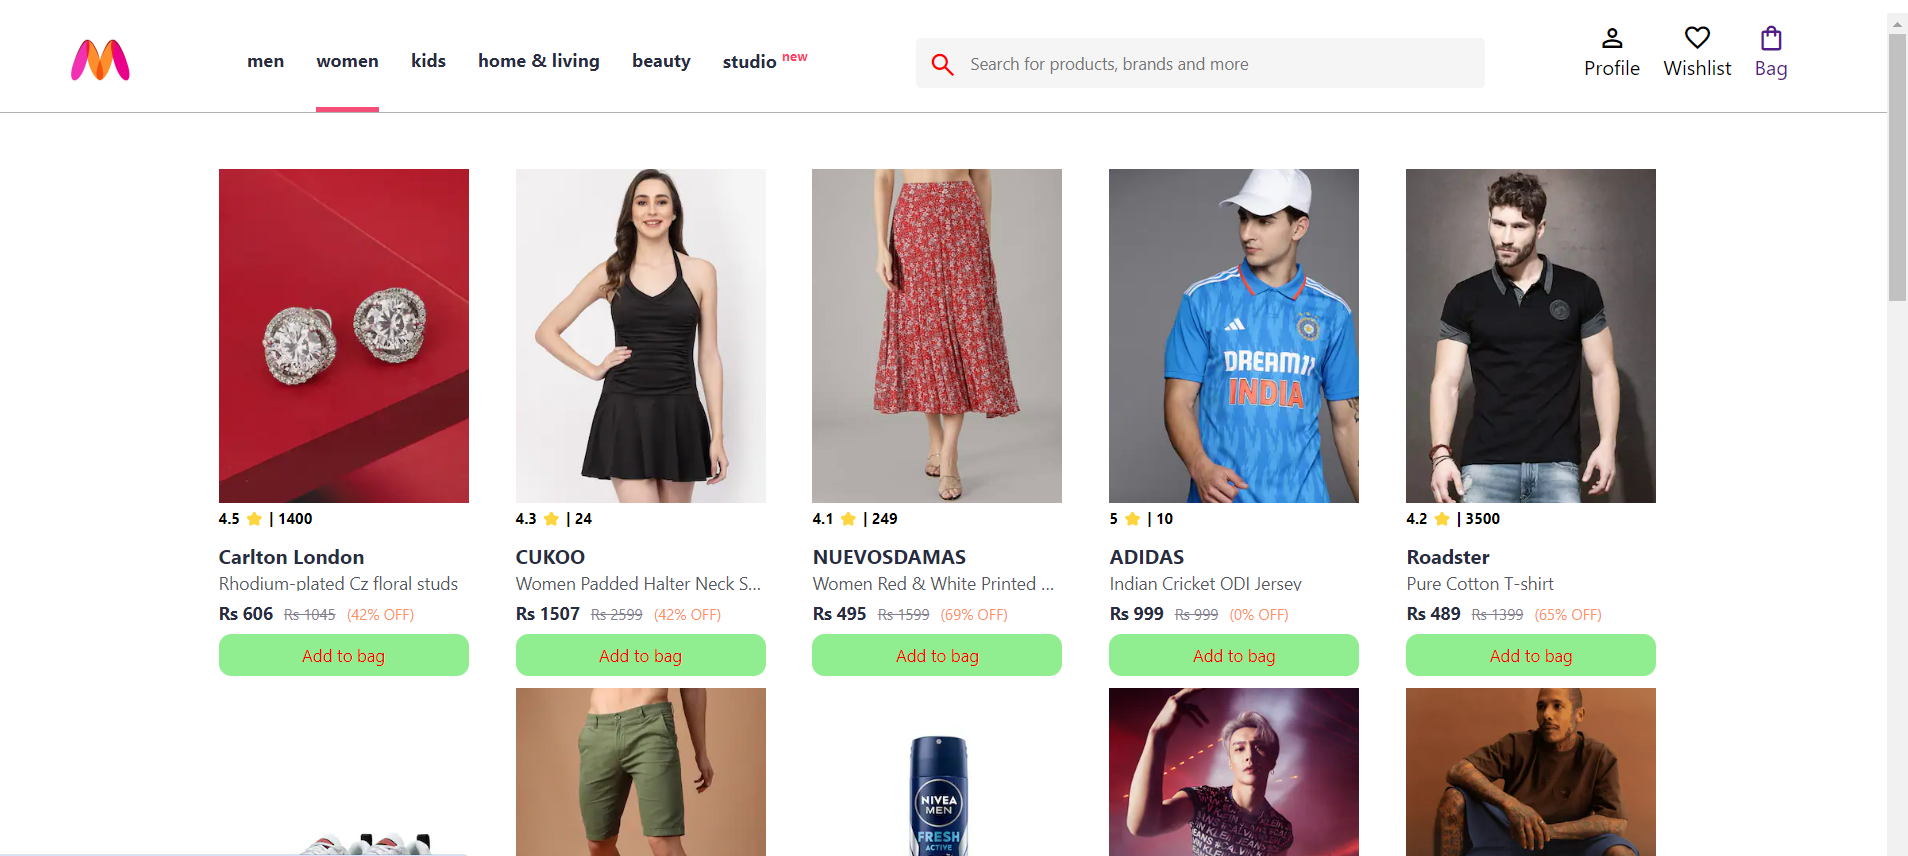 men women kids home & living beauty studio new
Search for products, brands and more
Profile Wishlist Bag
DREAM11
INDIA
4.5 | 1400
Carlton London
Rhodium-plated Cz floral studs
Rs 606 Rs 1045 (42% OFF)
Add to bag
4.3 | 24
CUKOO
Women Padded Halter Neck S...
Rs 1507 Rs 2599 (42% OFF)
Add to bag
4.1 | 249
NUEVOSDAMAS
Women Red & White Printed ...
Rs 495 Rs 1599 (69% OFF)
Add to bag
5 | 10
ADIDAS
Indian Cricket ODI Jersey
Rs 999 Rs 999 (0% OFF)
Add to bag
4.2 | 3500
Roadster
Pure Cotton T-shirt
Rs 489 Rs 1399 (65% OFF)
Add to bag
NIVEA
MEN
FRESH
ACTIVE